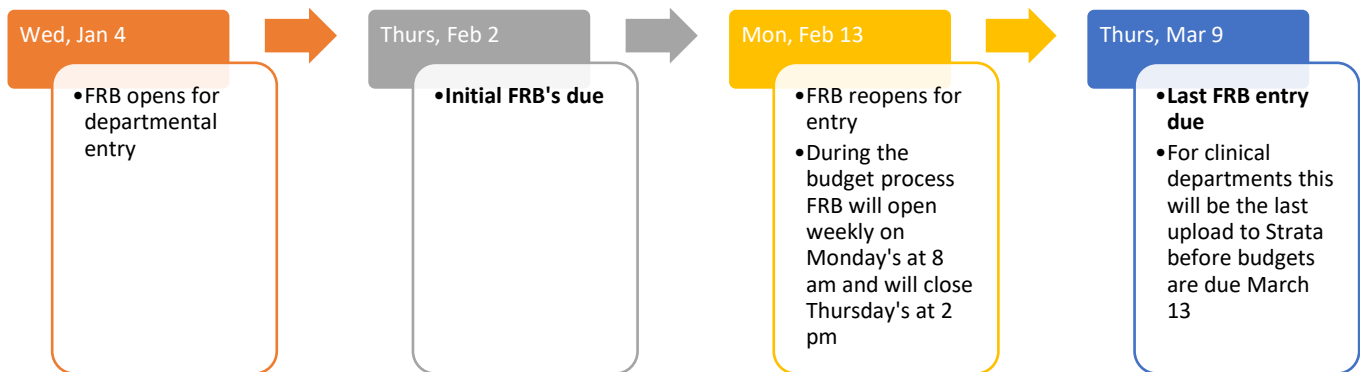 Wed, Jan 4
•FRB opens for
departmental
entry
Thurs, Feb 2
•Initial FRB's due
Mon, Feb 13
•FRB reopens for
entry
•During the
budget process
FRB will open
weekly on
Monday's at 8
am and will close
Thursday's at 2
pm
Thurs, Mar 9
•Last FRB entry
due
•For clinical
departments this
will be the last
upload to Strata
before budgets
are due March
13